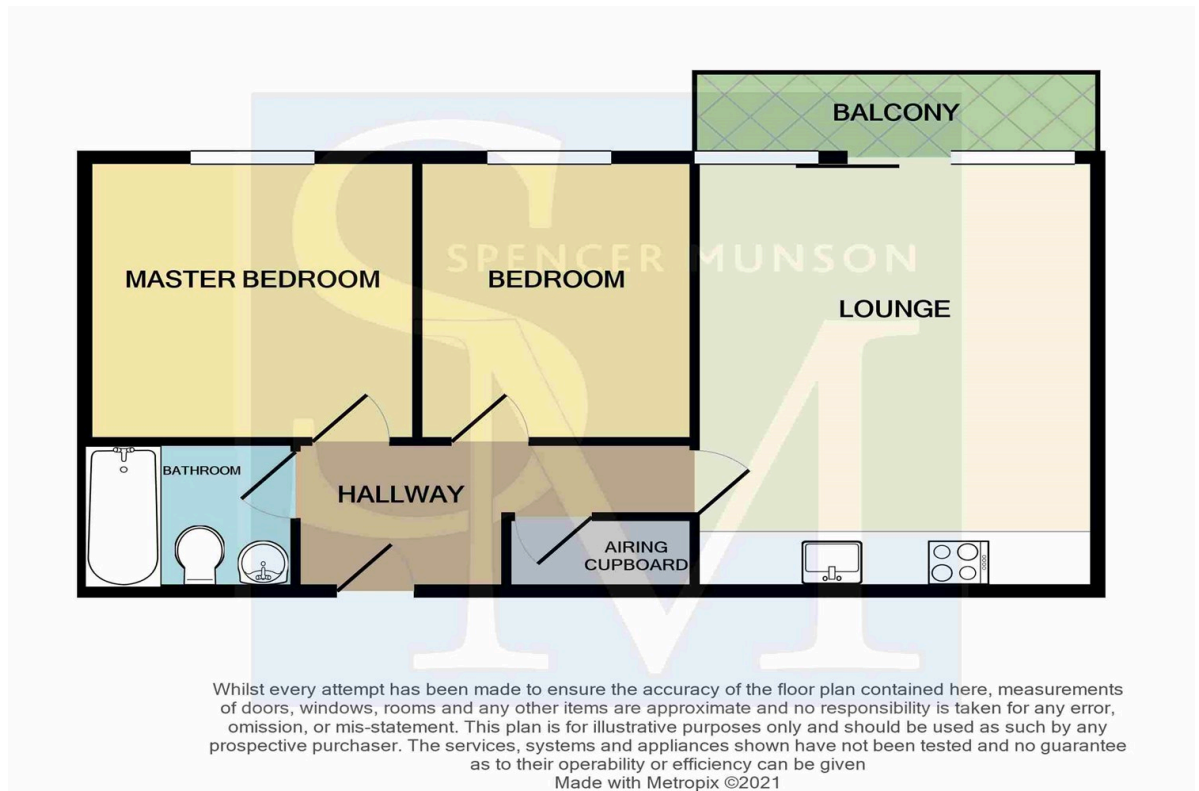 BALCONY
SPENCER MUNSON
MASTER BEDROOM
BEDROOM
LOUNGE
BATHROOM
HALLWAY
AIRING
CUPBOARD
Whilst every attempt has been made to ensure the accuracy of the floor plan contained here, measurements
of doors, windows, rooms and any other items are approximate and no responsibility is taken for any error,
omission, or mis-statement. This plan is for illustrative purposes only and should be used as such by any
prospective purchaser. The services, systems and appliances shown have not been tested and no guarantee
as to their operability or efficiency can be given
Made with Metropix ©2021